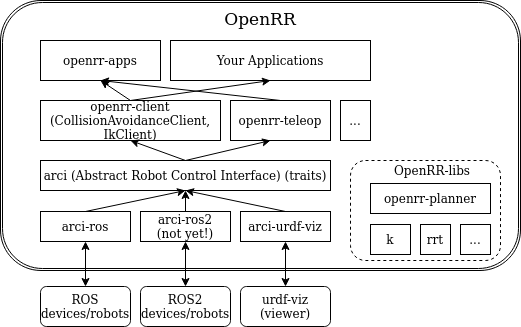 OpenRR
openrr-apps
Your Applications
openrr-client
(CollisionAvoidanceClient,
IkClient)
openrr-teleop
...
arci (Abstract Robot Control Interface) (traits)
OpenRR-libs
openrr-planner
k
rrt
...
arci-ros
arci-ros2
(not yet!)
arci-urdf-viz
ROS
devices/robots
ROS2
devices/robots
urdf-viz
(viewer)